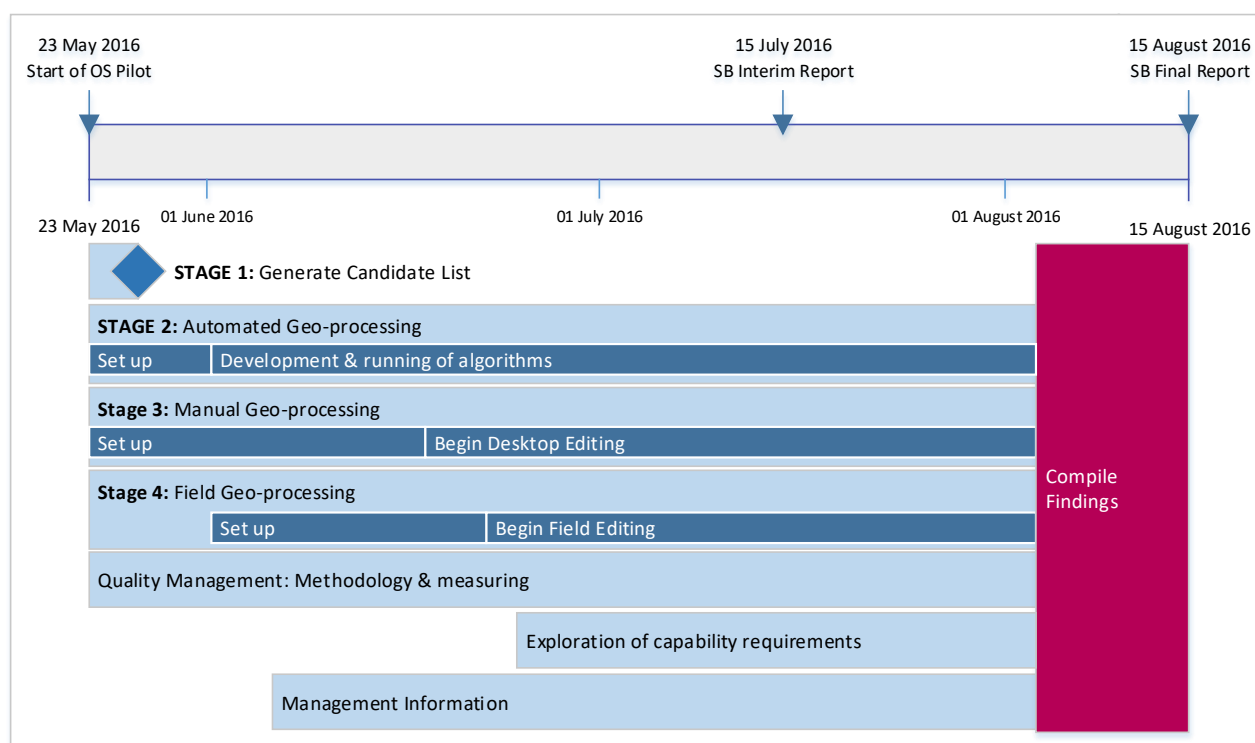 23 May 2016
Start of OS Pilot
15 July 2016
SB Interim Report
15 August 2016
SB Final Report
23 May 2016
01 June 2016
01 July 2016
01 August 2016
15 August 2016
STAGE 1: Generate Candidate List
STAGE 2: Automated Geo-processing
Set up
Development & running of algorithms
Stage 3: Manual Geo-processing
Set up
Begin Desktop Editing
Stage 4: Field Geo-processing
Set up
Begin Field Editing
Quality Management: Methodology & measuring
Exploration of capability requirements
Management Information
Compile
Findings